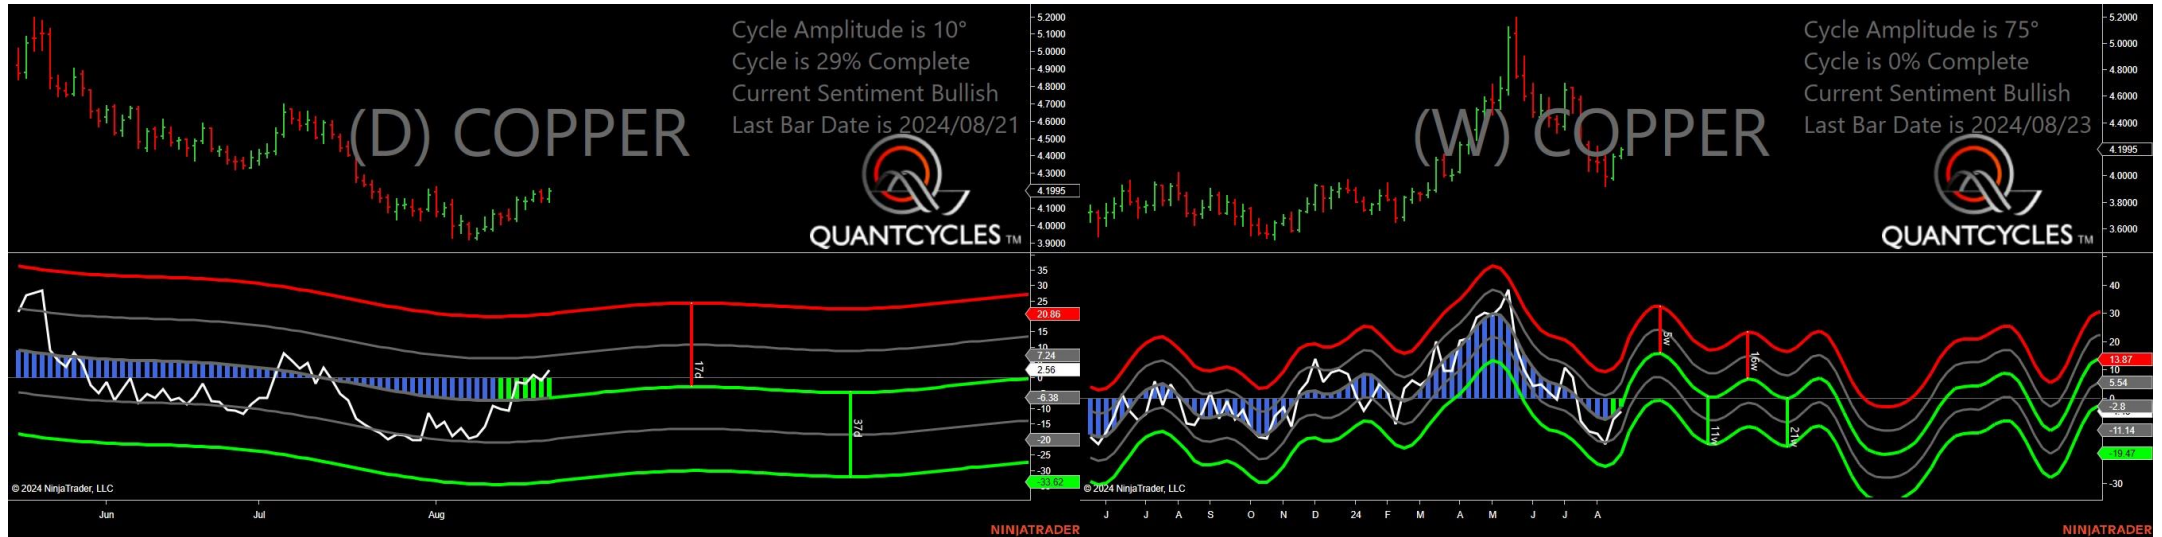 Cycle Amplitude is 10°
Cycle is 29% Complete
Current Sentiment Bullish
Last Bar Date is 2024/08/21
(D) COPPER
QUANTCYCLES TM
5.2000
5.1000
5.0000
4.9000
4.8000
4.7000
4.6000
4.5000
4.4000
4.3000
4.1995
4.1000
4.0000
3.9000
35
30
25
20.86
15
10
7.24
2.56
-6.38
-10
-15
-20
-25
-30
-33.62
17d
37d
© 2024 NinjaTrader, LLC
Jun Jul Aug
NINJATRADER
Cycle Amplitude is 75°
Cycle is 0% Complete
Current Sentiment Bullish
Last Bar Date is 2024/08/23
(W) COPPER
QUANTCYCLES TM
5.2000
5.0000
4.8000
4.6000
4.4000
4.1995
4.0000
3.8000
3.6000
40
30
20
13.87
10
5.54
-2.8
-11.14
-19.47
-30
5w
16w
11w
21w
© 2024 NinjaTrader, LLC
J J A S O N D 24 F M A M J J A
NINJATRADER